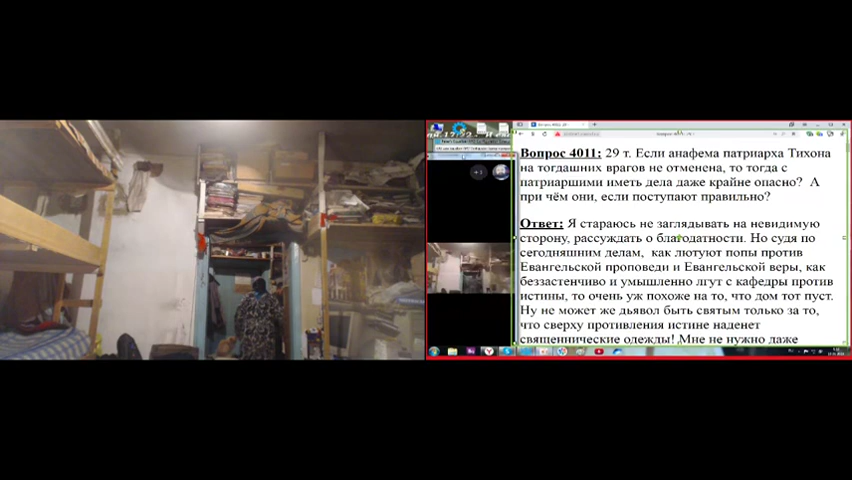 Вопрос 4011: 29 т. Если анафема патриарха Тихона
на тогдашних врагов не отменена, то тогда с
патриаршими иметь дела даже крайне опасно?  А
при чём они, если поступают правильно?
Ответ: Я стараюсь не заглядывать на невидимую
сторону, рассуждать о благодатности. Но судя по
сегодняшним делам,  как лютуют попы против
Евангельской проповеди и Евангельской веры, как
беззастенчиво и умышленно лгут с кафедры против
истины, то очень уж похоже на то, что дом тот пуст.
Ну не может же дьявол быть святым только за то,
что сверху противления истине наденет
священнические одежды! Мне не нужно даже